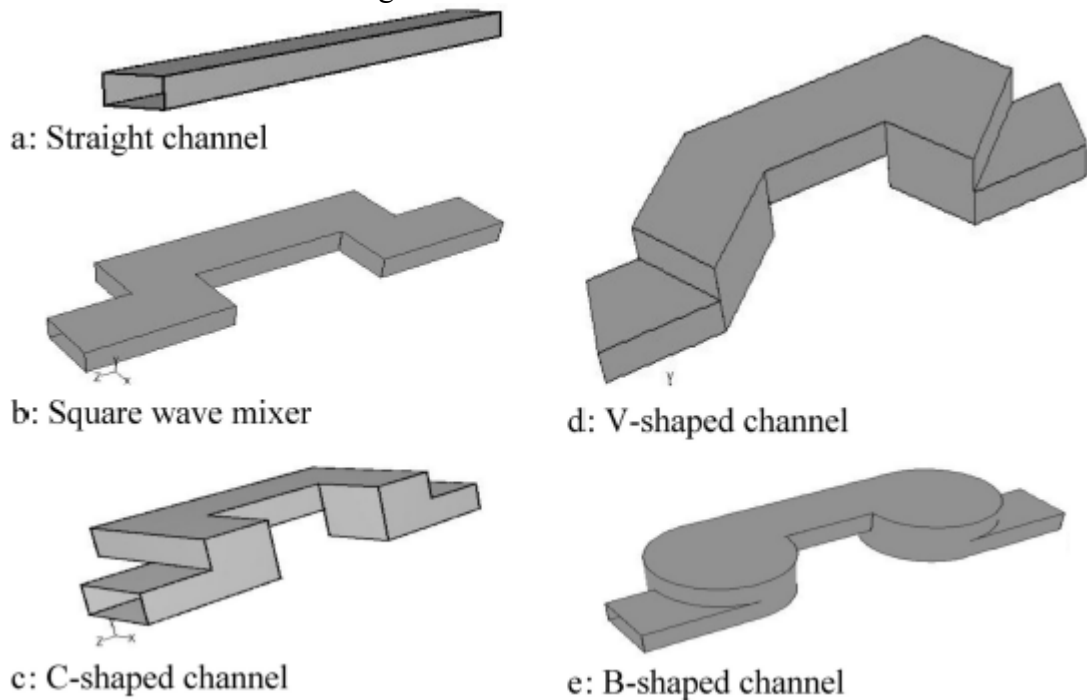 a: Straight channel
Y
Z
X
b: Square wave mixer
Y
d: V-shaped channel
Z
X
c: C-shaped channel
e: B-shaped channel